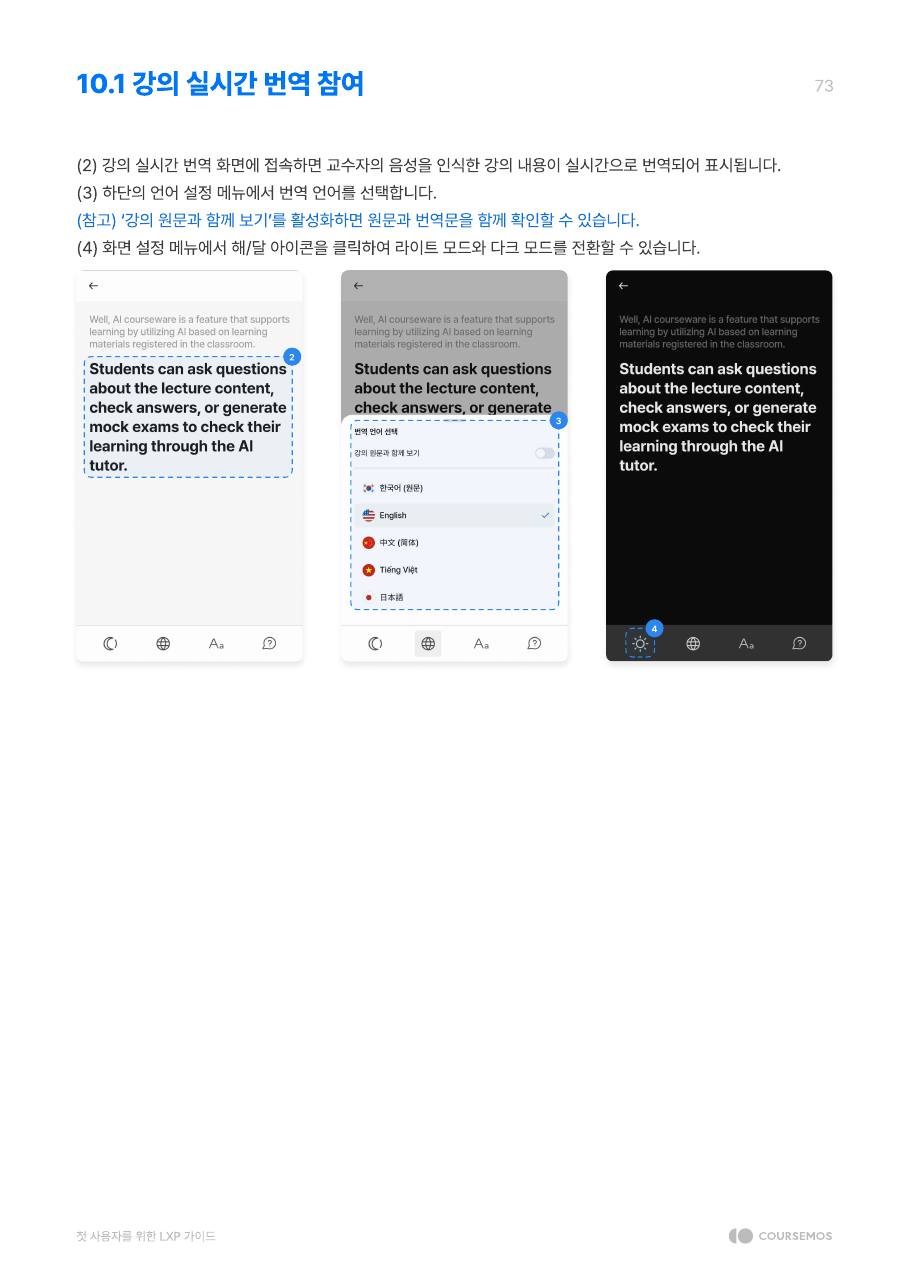 10.1 강의 실시간 번역 참여
73
(2) 강의 실시간 번역 화면에 접속하면 교수자의 음성을 인식한 강의 내용이 실시간으로 번역되어 표시됩니다.
(3) 하단의 언어 설정 메뉴에서 번역 언어를 선택합니다.
(참고) ‘강의 원문과 함께 보기’를 활성화하면 원문과 번역문을 함께 확인할 수 있습니다.
(4) 화면 설정 메뉴에서 해/달 아이콘을 클릭하여 라이트 모드와 다크 모드를 전환할 수 있습니다.
Well, AI courseware is a feature that supports
learning by utilizing AI based on learning
materials registered in the classroom.
2
Students can ask questions
about the lecture content,
check answers, or generate
mock exams to check their
learning through the AI
tutor.
Aa
Well, AI courseware is a feature that supports
learning by utilizing AI based on learning
materials registered in the classroom.
Students can ask questions
about the lecture content,
check answers, or generate
3
번역 언어 선택
강의 원문과 함께 보기
한국어 (원문)
English
中文 (简体)
Tiếng Việt
日本語
Aa
Well, AI courseware is a feature that supports
learning by utilizing AI based on learning
materials registered in the classroom.
Students can ask questions
about the lecture content,
check answers, or generate
mock exams to check their
learning through the AI
tutor.
4
Aa
첫 사용자를 위한 LXP 가이드
COURSEMOS